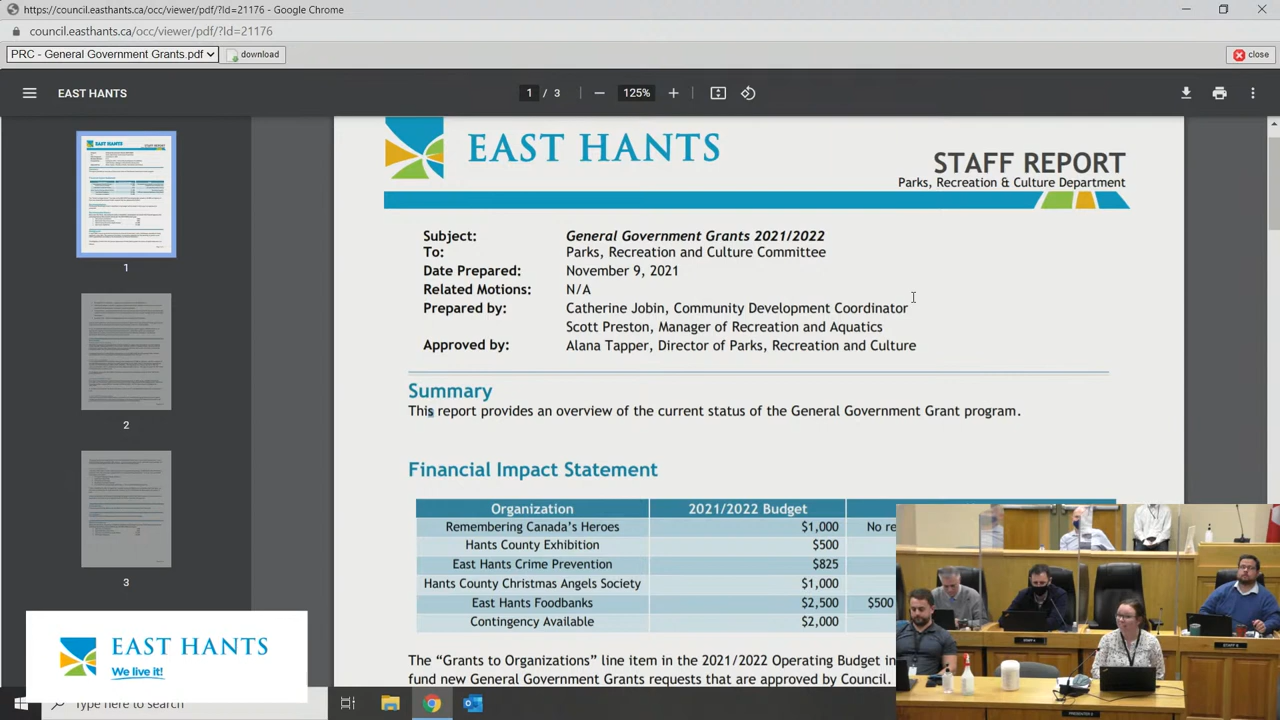 https://council.easthants.ca/occ/viewer/pdf/?Id=21176 - Google Chrome
council.easthants.ca/occ/viewer/pdf/?Id=21176
PRC - General Government Grants.pdf
download
close
EAST HANTS
1 / 3
125%
EAST HANTS
STAFF REPORT
Parks, Recreation & Culture Department
Subject: General Government Grants 2021/2022
To: Parks, Recreation and Culture Committee
Date Prepared: November 9, 2021
Related Motions: N/A
Prepared by: Catherine Jobin, Community Development Coordinator
Scott Preston, Manager of Recreation and Aquatics
Approved by: Alana Tapper, Director of Parks, Recreation and Culture
Summary
This report provides an overview of the current status of the General Government Grant program.
Financial Impact Statement
Organization 2021/2022 Budget
Remembering Canada's Heroes $1,000 No re
Hants County Exhibition $500
East Hants Crime Prevention $825
Hants County Christmas Angels Society $1,000
East Hants Foodbanks $2,500 $500
Contingency Available $2,000
The "Grants to Organizations" line item in the 2021/2022 Operating Budget in
fund new General Government Grants requests that are approved by Council.
1
2
3
EAST HANTS
We live it!
Type here to search